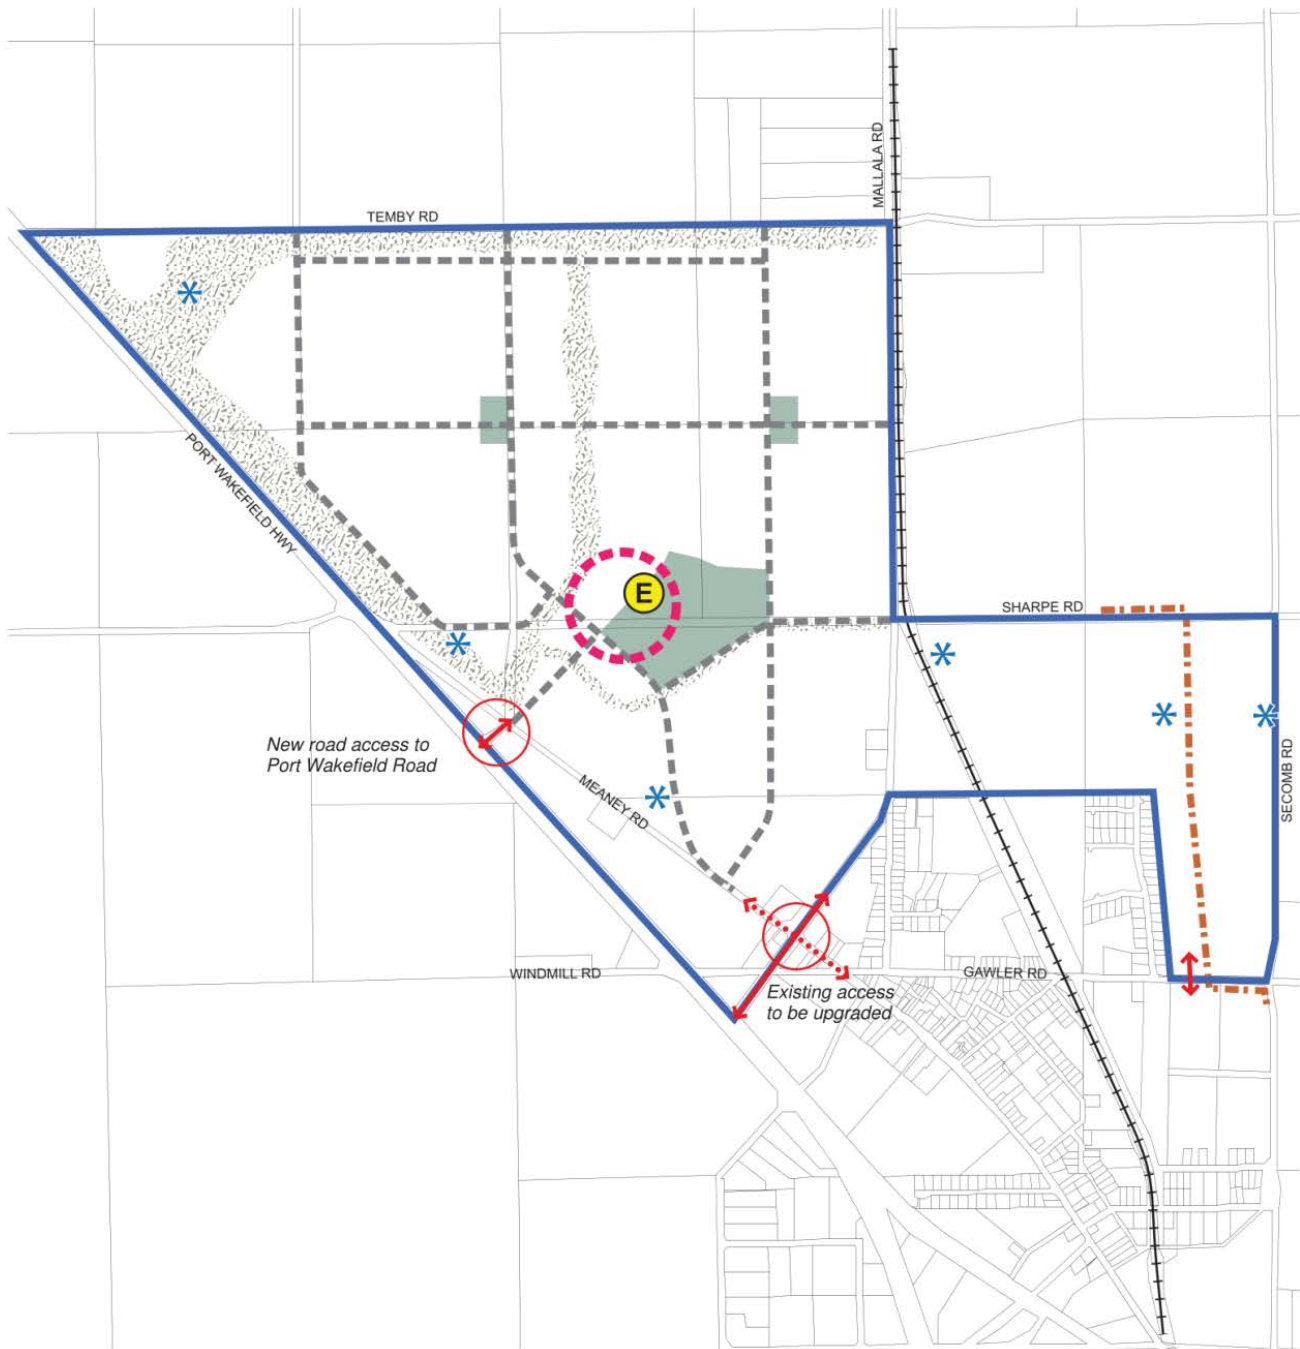 MALLALA RD
TEMBY RD
PORT WAKEFIELD HWY
E
SHARPE RD
New road access to
Port Wakefield Road
MEANEY RD
SECOMB RD
WINDMILL RD
GAWLER RD
Existing access
to be upgraded